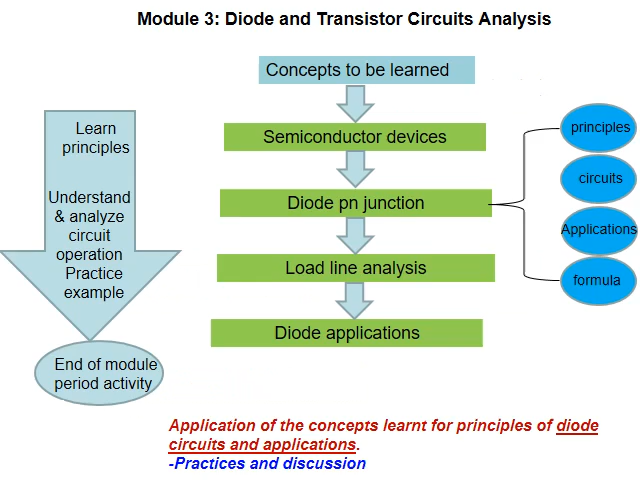 Module 3: Diode and Transistor Circuits Analysis
Concepts to be learned
Semiconductor devices
Diode pn junction
Load line analysis
Diode applications
Learn
principles
Understand
& analyze
circuit
operation
Practice
example
End of module
period activity
principles
circuits
Applications
formula
Application of the concepts learnt for principles of diode
circuits and applications.
-Practices and discussion